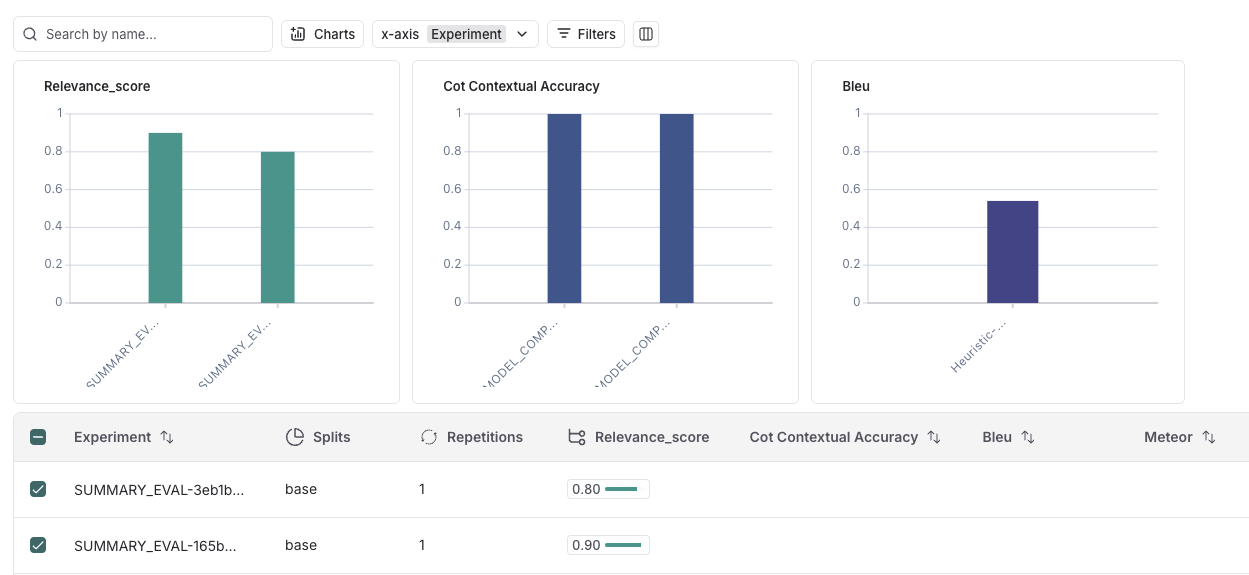 Search by name...
Charts
x-axis Experiment
Filters
Relevance_score
1
0.8
0.6
0.4
0.2
0
SUMMARY_EV...
SUMMARY_EV...
Cot Contextual Accuracy
1
0.8
0.6
0.4
0.2
0
MODEL_COMP...
MODEL_COMP...
Bleu
1
0.8
0.6
0.4
0.2
0
Heuristic-...
Experiment Splits Repetitions Relevance_score Cot Contextual Accuracy Bleu Meteor
SUMMARY_EVAL-3eb1b... base 1 0.80
SUMMARY_EVAL-165b... base 1 0.90